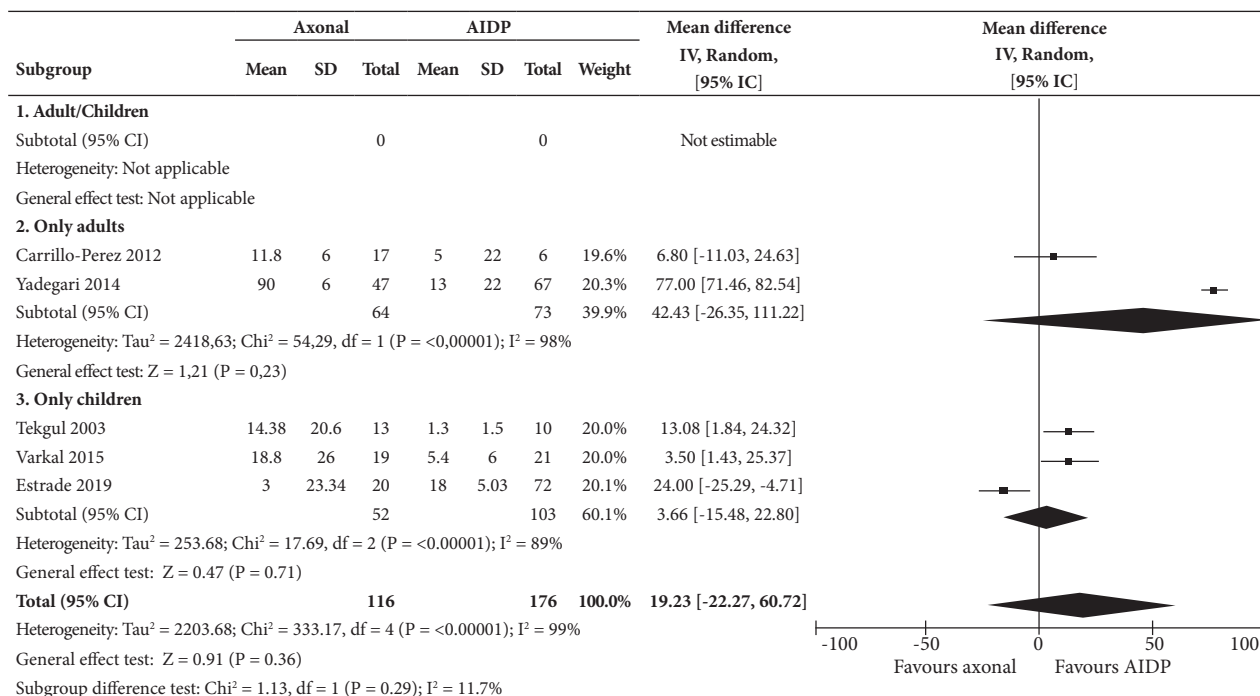 Axonal AIDP Mean difference Mean difference
IV, Random, IV, Random,
Subgroup Mean SD Total Mean SD Total Weight
[95% IC] [95% IC]
1. Adult/Children
Subtotal (95% CI) 0 0 Not estimable
Heterogeneity: Not applicable
General effect test: Not applicable
2. Only adults
Carrillo-Perez 2012 11.8 6 17 5 22 6 19.6% 6.80 [-11.03, 24.63]
Yadegari 2014 90 6 47 13 22 67 20.3% 77.00 [71.46, 82.54]
Subtotal (95% CI) 64 73 39.9% 42.43 [-26.35, 111.22]
Heterogeneity: Tau² = 2418,63; Chi² = 54,29, df = 1 (P = <0,00001); I² = 98%
General effect test: Z = 1,21 (P = 0,23)
3. Only children
Tekgul 2003 14.38 20.6 13 1.3 1.5 10 20.0% 13.08 [1.84, 24.32]
Varkal 2015 18.8 26 19 5.4 6 21 20.0% 3.50 [1.43, 25.37]
Estrade 2019 3 23.34 20 18 5.03 72 20.1% 24.00 [-25.29, -4.71]
Subtotal (95% CI) 52 103 60.1% 3.66 [-15.48, 22.80]
Heterogeneity: Tau² = 253.68; Chi² = 17.69, df = 2 (P = <0.00001); I² = 89%
General effect test: Z = 0.47 (P = 0.71)
Total (95% CI) 116 176 100.0% 19.23 [-22.27, 60.72]
Heterogeneity: Tau² = 2203.68; Chi² = 333.17, df = 4 (P = <0.00001); I² = 99%
-100 -50 0 50 100
General effect test: Z = 0.91 (P = 0.36)
Favours axonal Favours AIDP
Subgroup difference test: Chi² = 1.13, df = 1 (P = 0.29); I² = 11.7%